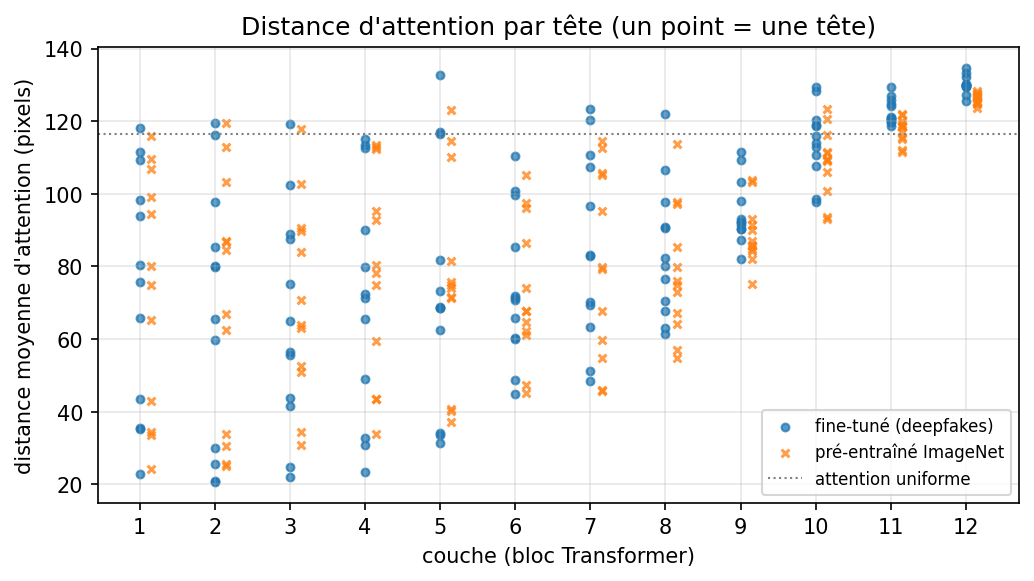 Distance d'attention par tête (un point = une tête)
distance moyenne d'attention (pixels)
140
120
100
80
60
40
20
fine-tuné (deepfakes)
pré-entraîné ImageNet
attention uniforme
1 2 3 4 5 6 7 8 9 10 11 12
couche (bloc Transformer)